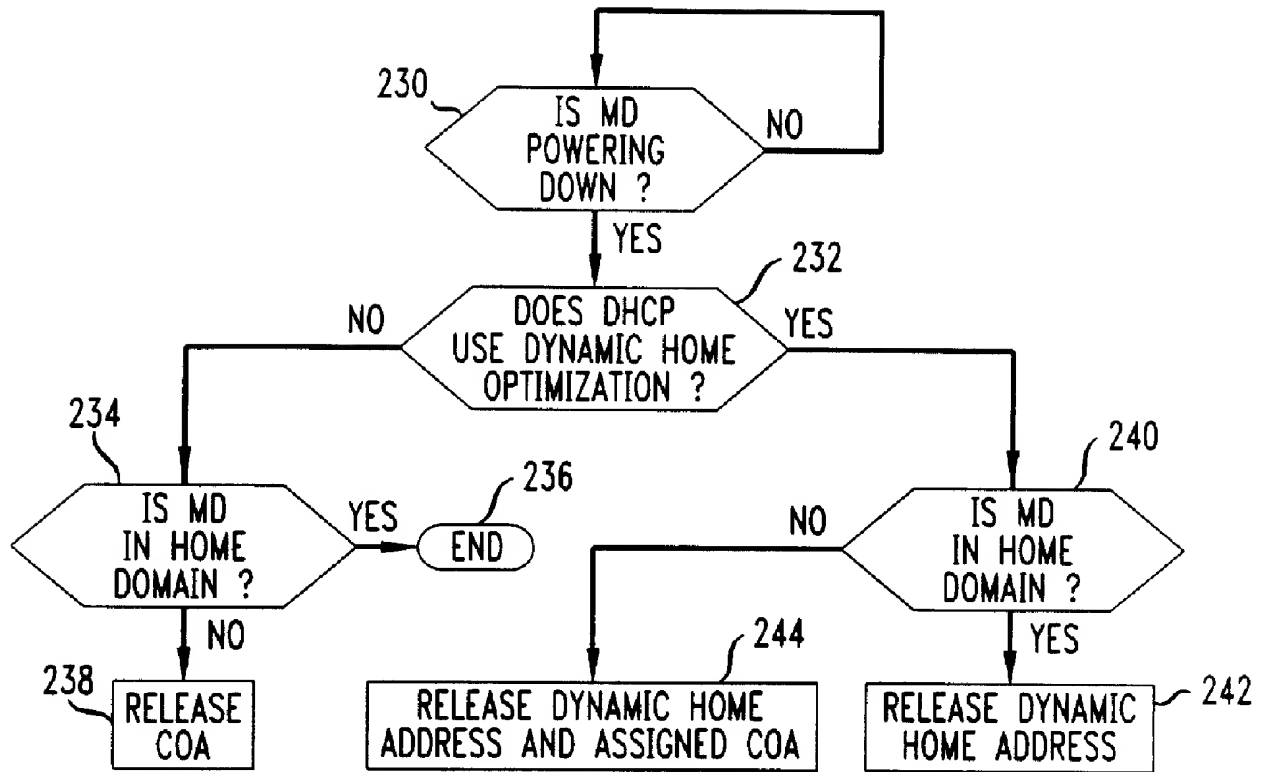 230
IS MD
POWERING
DOWN ?
NO
YES
232
NO
DOES DHCP
USE DYNAMIC HOME
OPTIMIZATION ?
YES
234
IS MD
IN HOME
DOMAIN ?
YES
236
END
NO
240
IS MD
IN HOME
DOMAIN ?
NO
YES
238
RELEASE
COA
244
RELEASE DYNAMIC HOME
ADDRESS AND ASSIGNED COA
RELEASE DYNAMIC
HOME ADDRESS
242